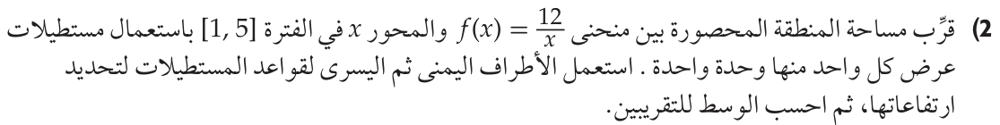 2) قرِّب مساحة المنطقة المحصورة بين منحنى f(x) = 12/x والمحور x في الفترة [1, 5] باستعمال مستطيلات
عرض كل واحد منها وحدة واحدة . استعمل الأطراف اليمنى ثم اليسرى لقواعد المستطيلات لتحديد
ارتفاعاتها، ثم احسب الوسط للتقريبين.